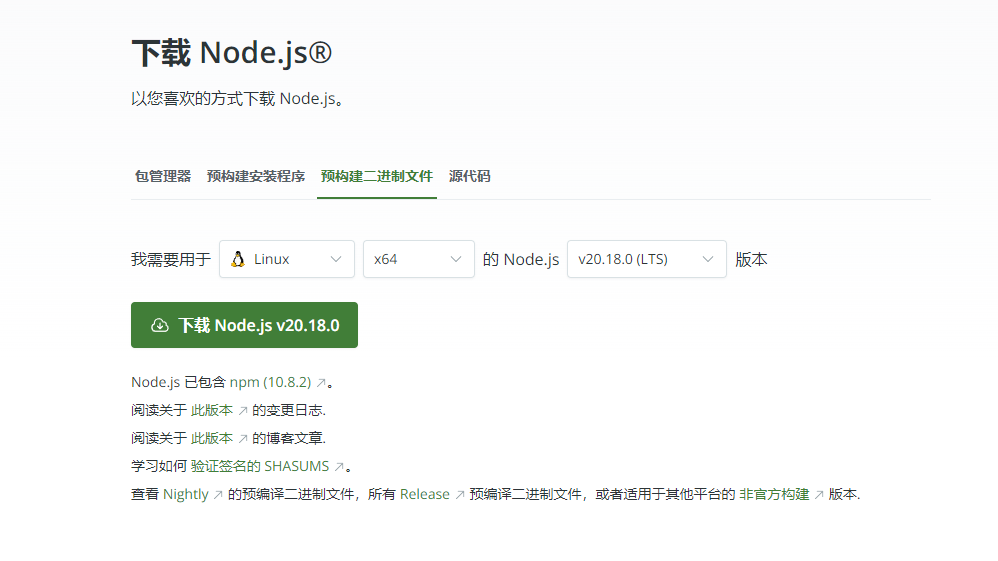 下载 Node.js®
以您喜欢的方式下载 Node.js。
包管理器 预构建安装程序 预构建二进制文件 源代码
我需要用于 Linux x64 的 Node.js v20.18.0 (LTS) 版本
下载 Node.js v20.18.0
Node.js 已包含 npm (10.8.2) ↗。
阅读关于 此版本 ↗ 的变更日志.
阅读关于 此版本 ↗ 的博客文章.
学习如何 验证签名的 SHASUMS ↗。
查看 Nightly ↗ 的预编译二进制文件，所有 Release ↗ 预编译二进制文件，或者适用于其他平台的 非官方构建 ↗ 版本.